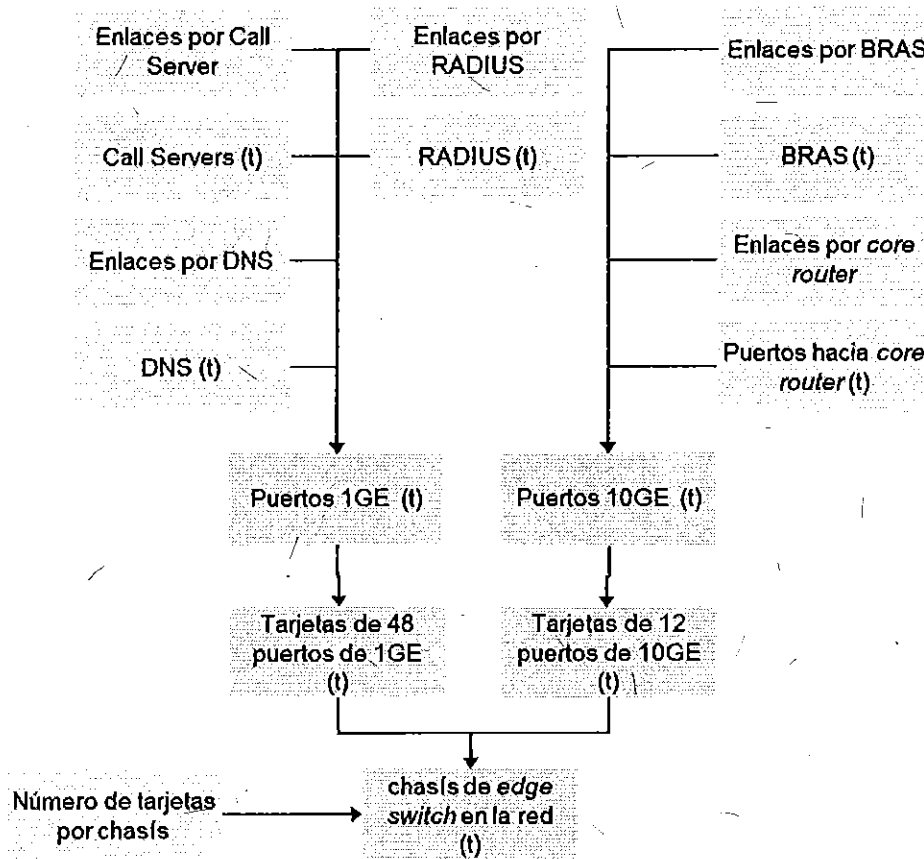 Enlaces por Call
Server
Enlaces por
RADIUS
Enlaces por BRAS
Call Servers (t)
RADIUS (t)
BRAS (t)
Enlaces por DNS
Enlaces por core
router
DNS (t)
Puertos hacia core
router (t)
Puertos 1GE (t)
Puertos 10GE (t)
Tarjetas de 48
puertos de 1GE
(t)
Tarjetas de 12
puertos de 10GE
(t)
Número de tarjetas
por chasís
chasís de edge
switch en la red
(t)